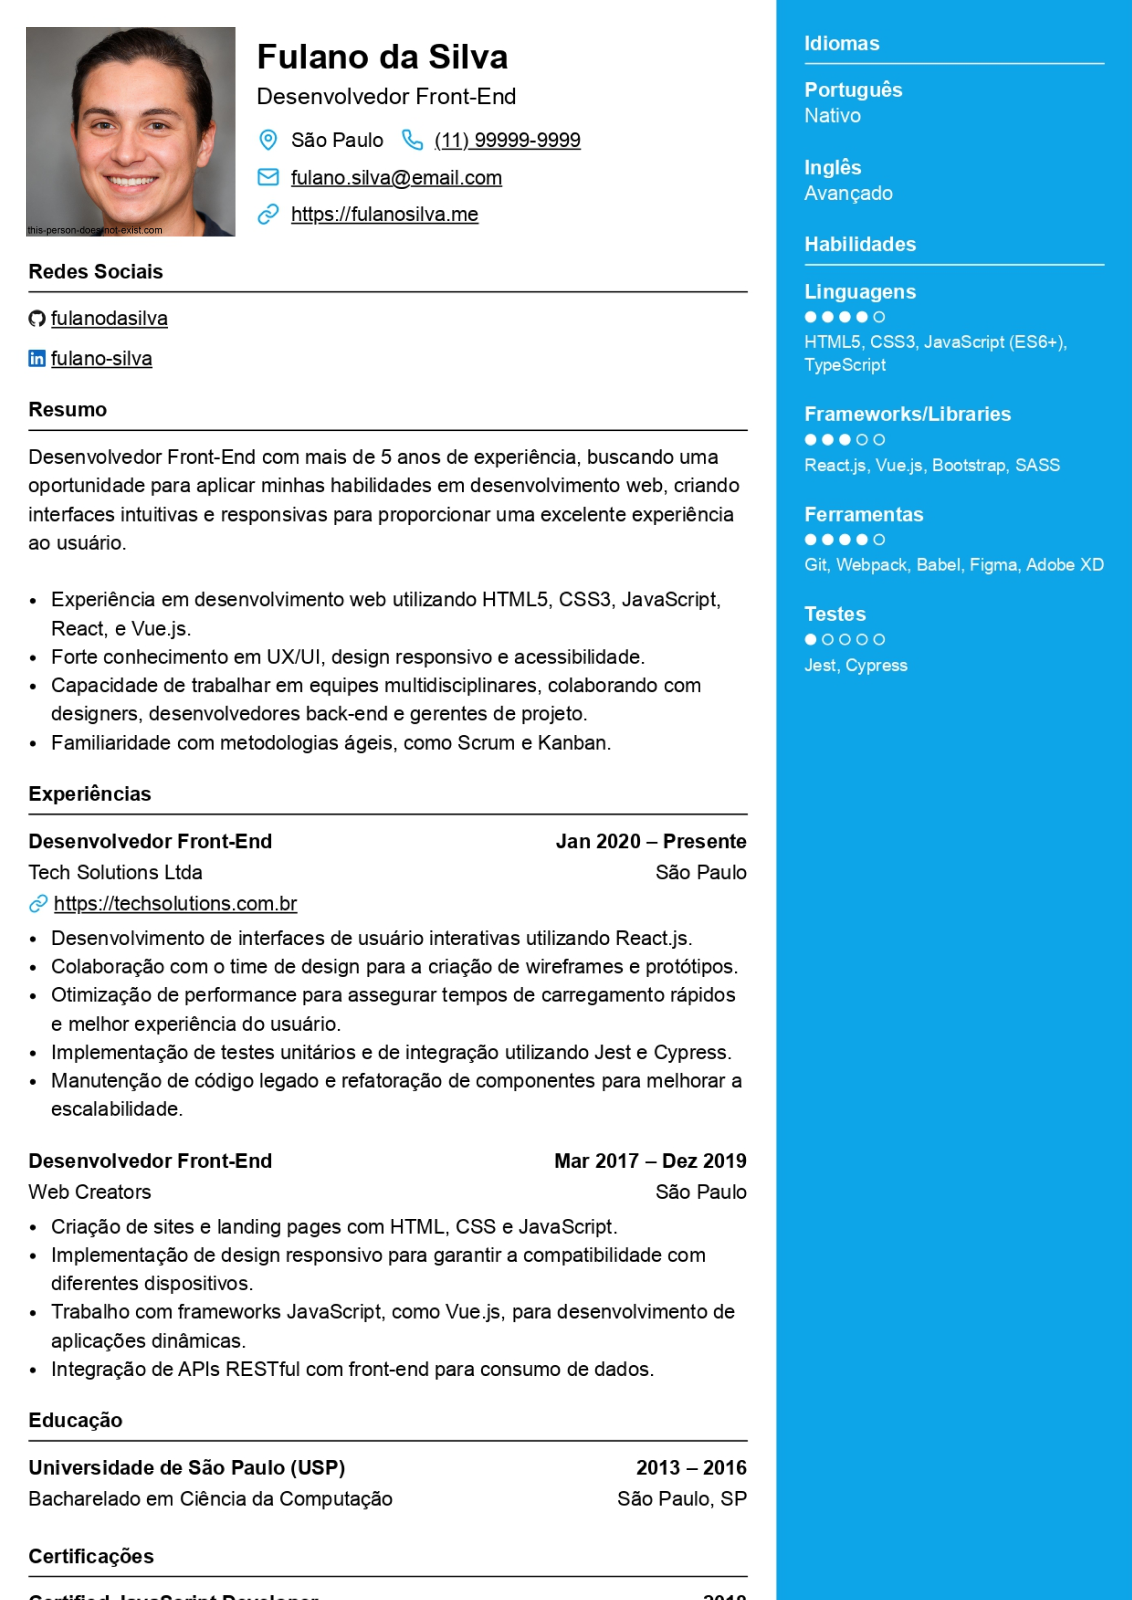 this-person-does-not-exist.com
Fulano da Silva
Desenvolvedor Front-End
São Paulo (11) 99999-9999
fulano.silva@email.com
https://fulanosilva.me
Redes Sociais
fulanodasilva
fulano-silva
Resumo
Desenvolvedor Front-End com mais de 5 anos de experiência, buscando uma
oportunidade para aplicar minhas habilidades em desenvolvimento web, criando
interfaces intuitivas e responsivas para proporcionar uma excelente experiência
ao usuário.
• Experiência em desenvolvimento web utilizando HTML5, CSS3, JavaScript,
React, e Vue.js.
• Forte conhecimento em UX/UI, design responsivo e acessibilidade.
• Capacidade de trabalhar em equipes multidisciplinares, colaborando com
designers, desenvolvedores back-end e gerentes de projeto.
• Familiaridade com metodologias ágeis, como Scrum e Kanban.
Experiências
Desenvolvedor Front-End Jan 2020 – Presente
Tech Solutions Ltda São Paulo
https://techsolutions.com.br
• Desenvolvimento de interfaces de usuário interativas utilizando React.js.
• Colaboração com o time de design para a criação de wireframes e protótipos.
• Otimização de performance para assegurar tempos de carregamento rápidos
e melhor experiência do usuário.
• Implementação de testes unitários e de integração utilizando Jest e Cypress.
• Manutenção de código legado e refatoração de componentes para melhorar a
escalabilidade.
Desenvolvedor Front-End Mar 2017 – Dez 2019
Web Creators São Paulo
• Criação de sites e landing pages com HTML, CSS e JavaScript.
• Implementação de design responsivo para garantir a compatibilidade com
diferentes dispositivos.
• Trabalho com frameworks JavaScript, como Vue.js, para desenvolvimento de
aplicações dinâmicas.
• Integração de APIs RESTful com front-end para consumo de dados.
Educação
Universidade de São Paulo (USP) 2013 – 2016
Bacharelado em Ciência da Computação São Paulo, SP
Certificações
Certified JavaScript Developer 2018
Idiomas
Português
Nativo
Inglês
Avançado
Habilidades
Linguagens
HTML5, CSS3, JavaScript (ES6+),
TypeScript
Frameworks/Libraries
React.js, Vue.js, Bootstrap, SASS
Ferramentas
Git, Webpack, Babel, Figma, Adobe XD
Testes
Jest, Cypress